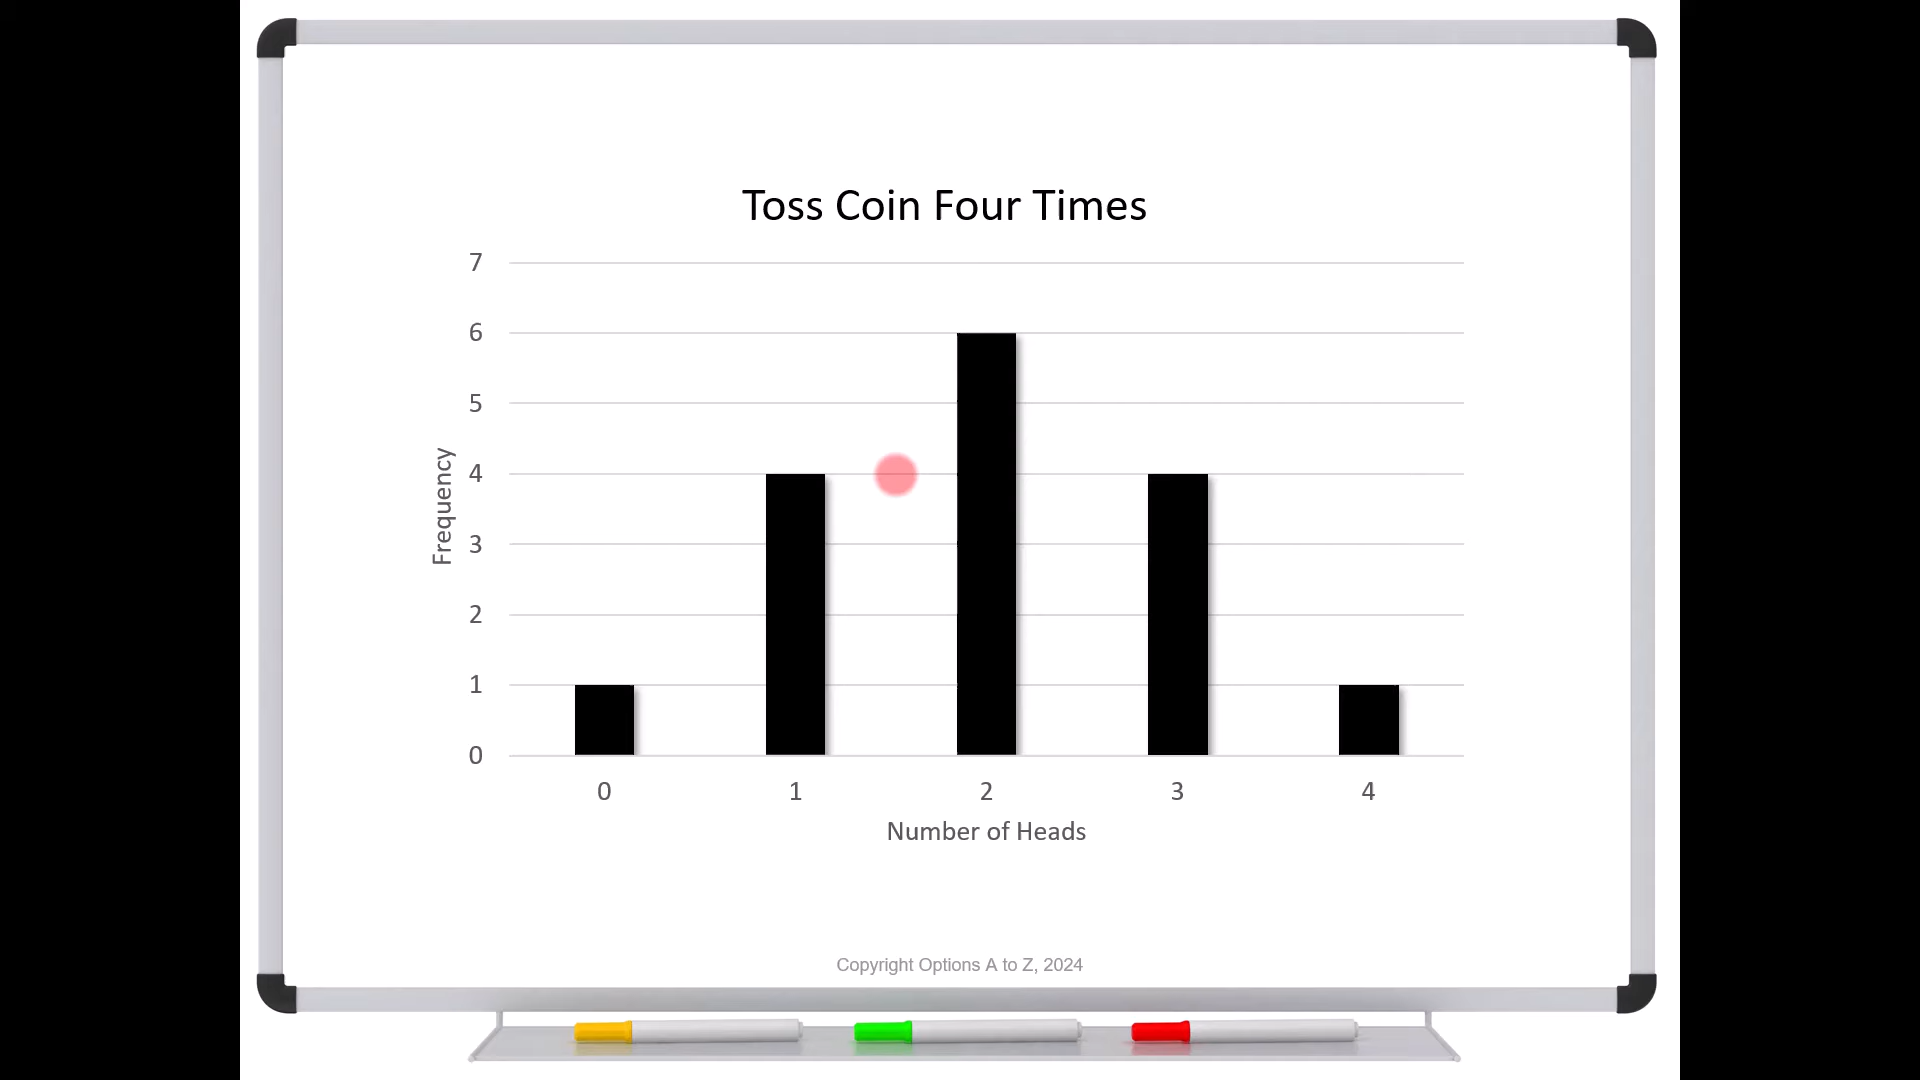 Toss Coin Four Times
7
6
5
4
3
2
1
0
Frequency
0 1 2 3 4
Number of Heads
Copyright Options A to Z, 2024